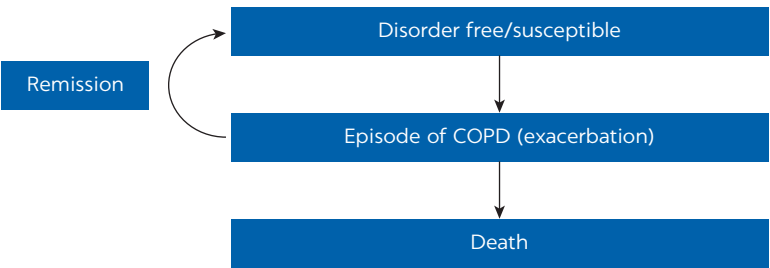 Disorder free/susceptible
Remission
Episode of COPD (exacerbation)
Death